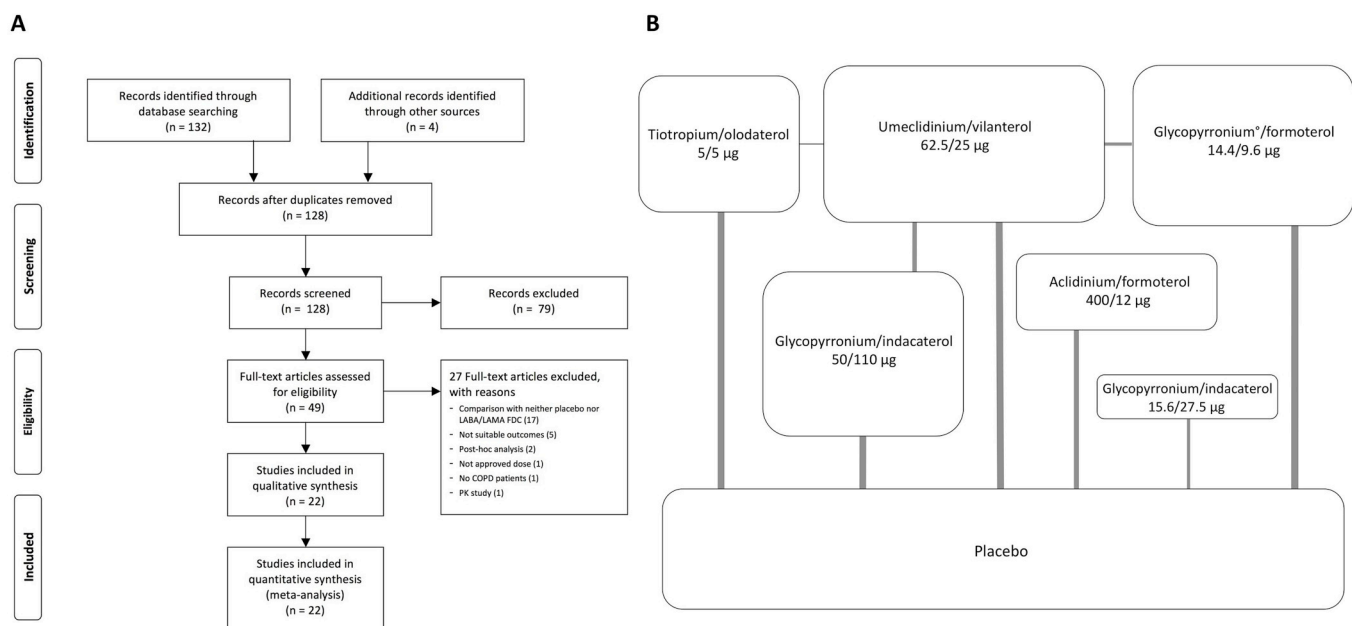 A
Identification
Screening
Eligibility
Included
Records identified through
database searching
(n = 132)
Additional records identified
through other sources
(n = 4)
Records after duplicates removed
(n = 128)
Records screened
(n = 128)
Records excluded
(n = 79)
Full-text articles assessed
for eligibility
(n = 49)
27 Full-text articles excluded,
with reasons
- Comparison with neither placebo nor
LABA/LAMA FDC (17)
- Not suitable outcomes (5)
- Post-hoc analysis (2)
- Not approved dose (1)
- No COPD patients (1)
- PK study (1)
Studies included in
qualitative synthesis
(n = 22)
Studies included in
quantitative synthesis
(meta-analysis)
(n = 22)
B
Tiotropium/olodaterol
5/5 µg
Umeclidinium/vilanterol
62.5/25 µg
Glycopyrronium°/formoterol
14.4/9.6 µg
Glycopyrronium/indacaterol
50/110 µg
Aclidinium/formoterol
400/12 µg
Glycopyrronium/indacaterol
15.6/27.5 µg
Placebo